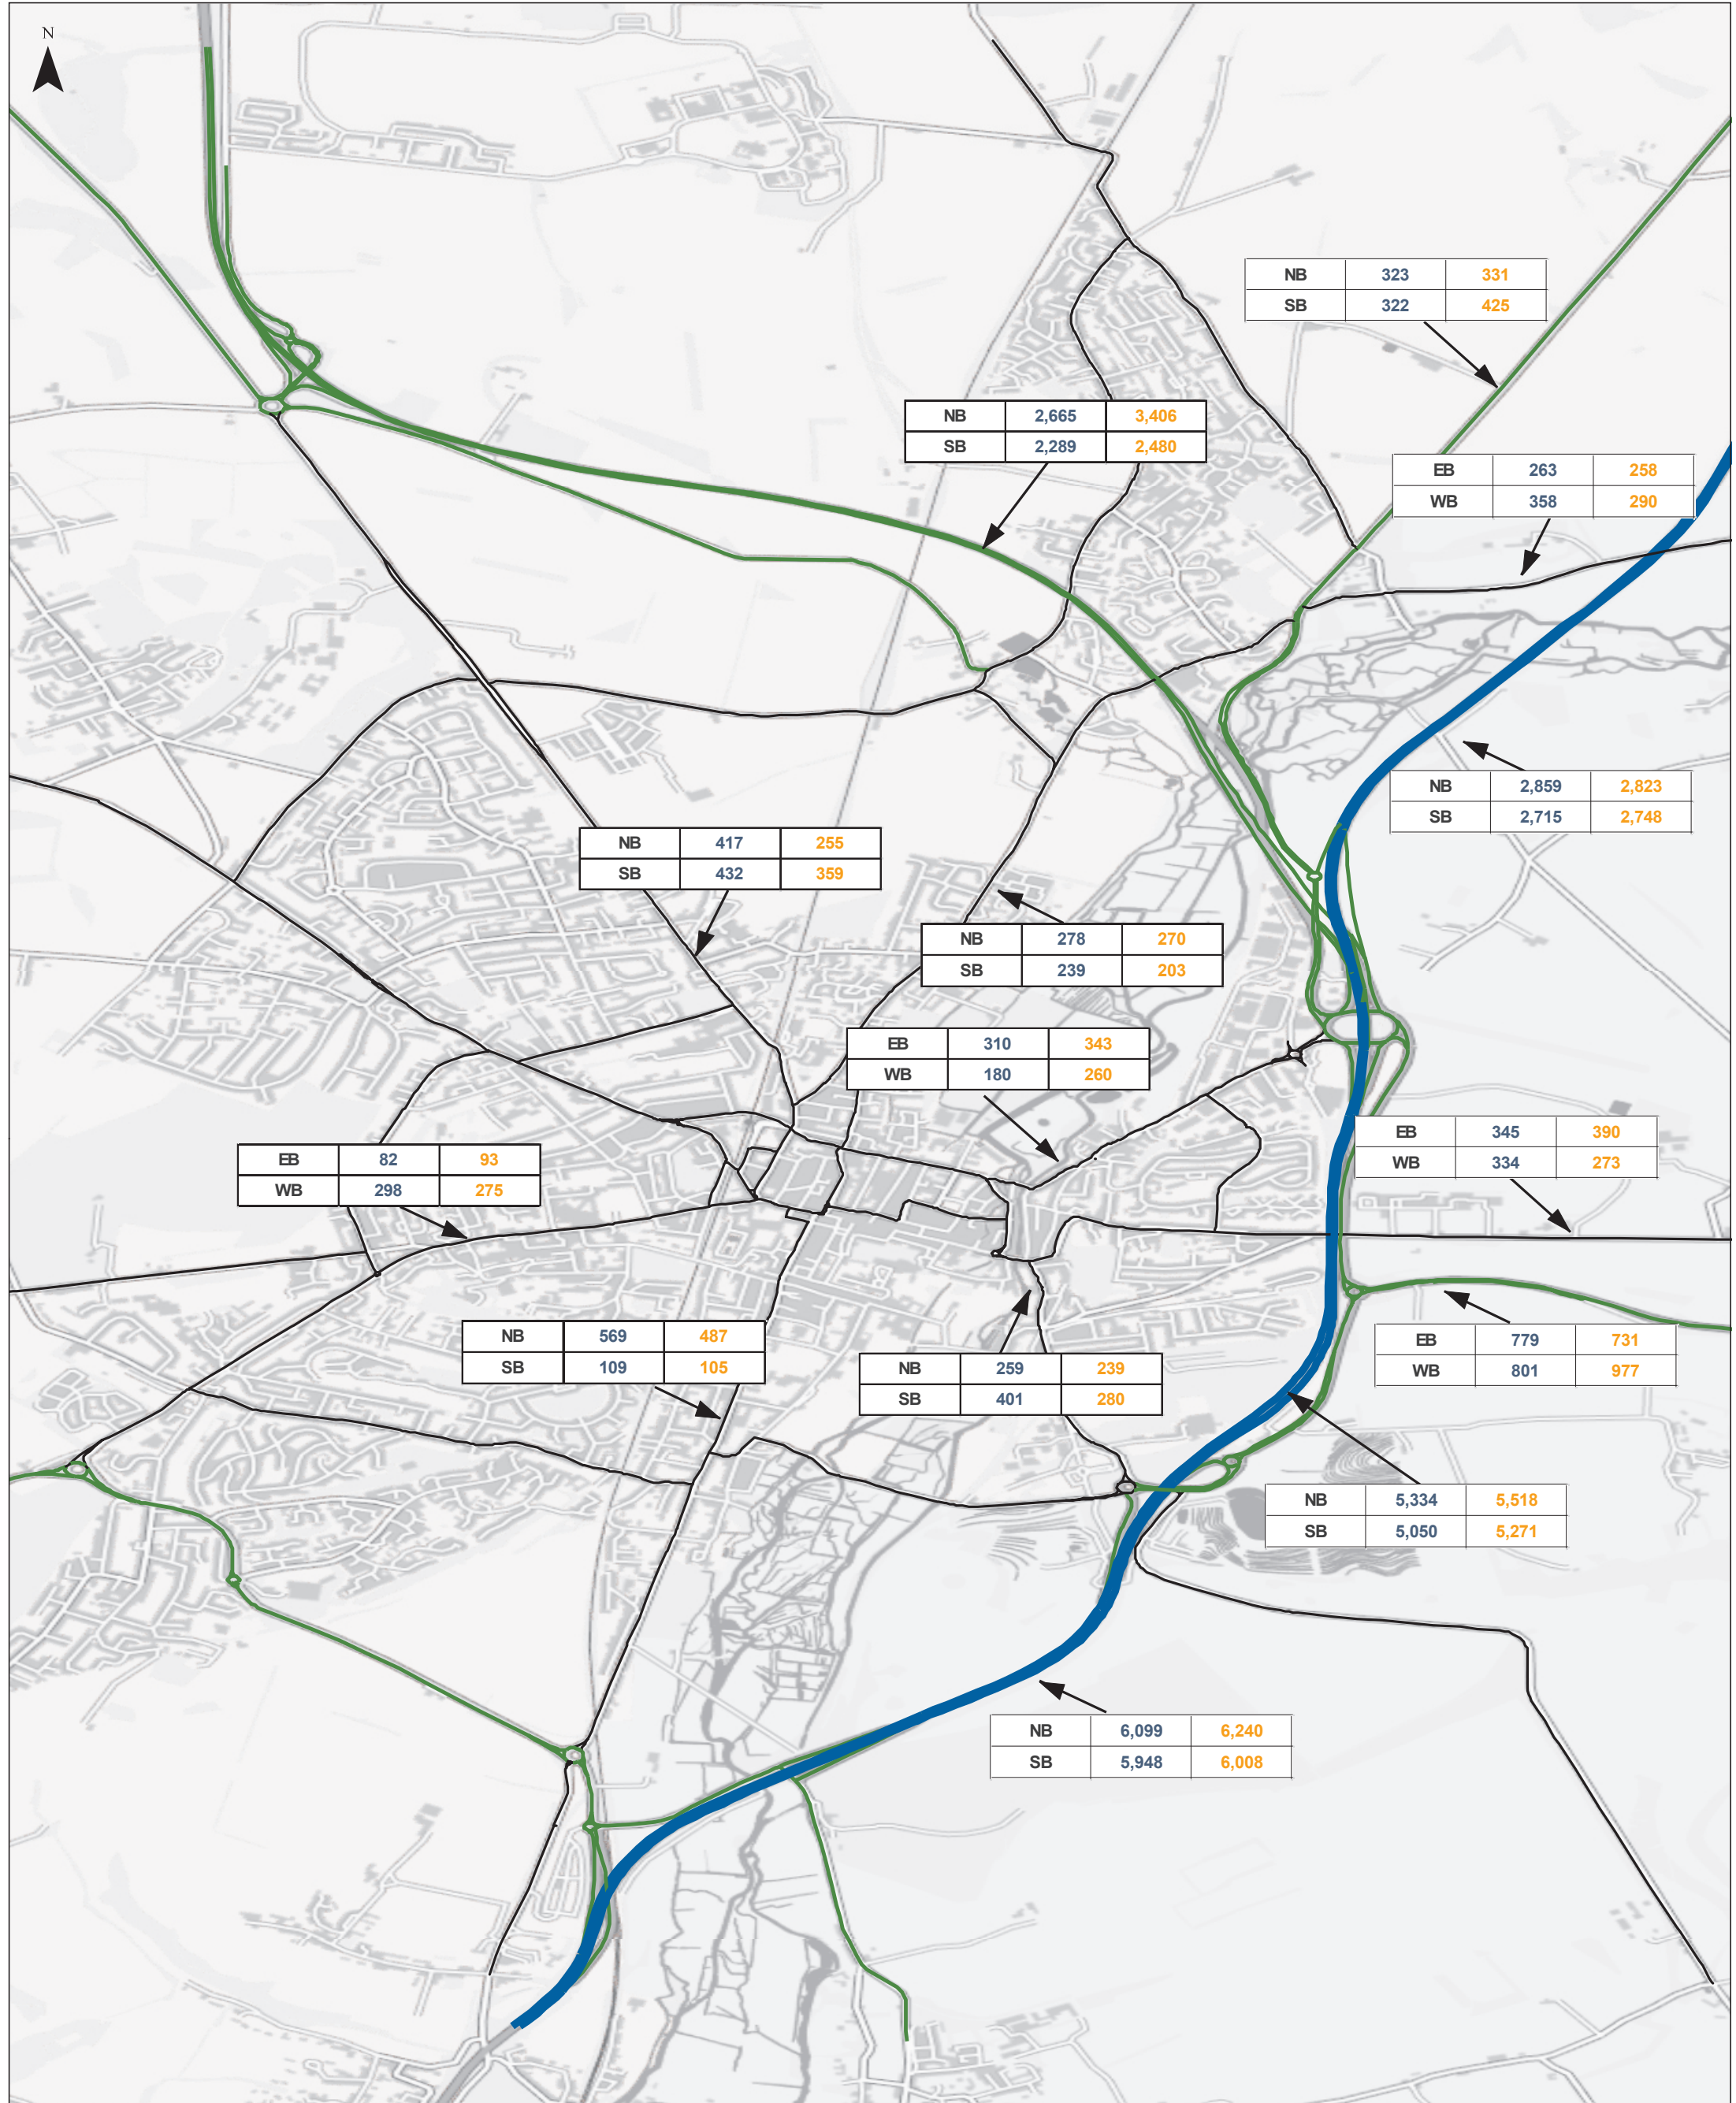 N
NB 323 331
SB 322 425
NB 2,665 3,406
SB 2,289 2,480
EB 263 258
WB 358 290
NB 2,859 2,823
SB 2,715 2,748
NB 417 255
SB 432 359
NB 278 270
SB 239 203
EB 310 343
WB 180 260
EB 345 390
WB 334 273
EB 82 93
WB 298 275
NB 569 487
SB 109 105
NB 259 239
SB 401 280
EB 779 731
WB 801 977
NB 5,334 5,518
SB 5,050 5,271
NB 6,099 6,240
SB 5,948 6,008